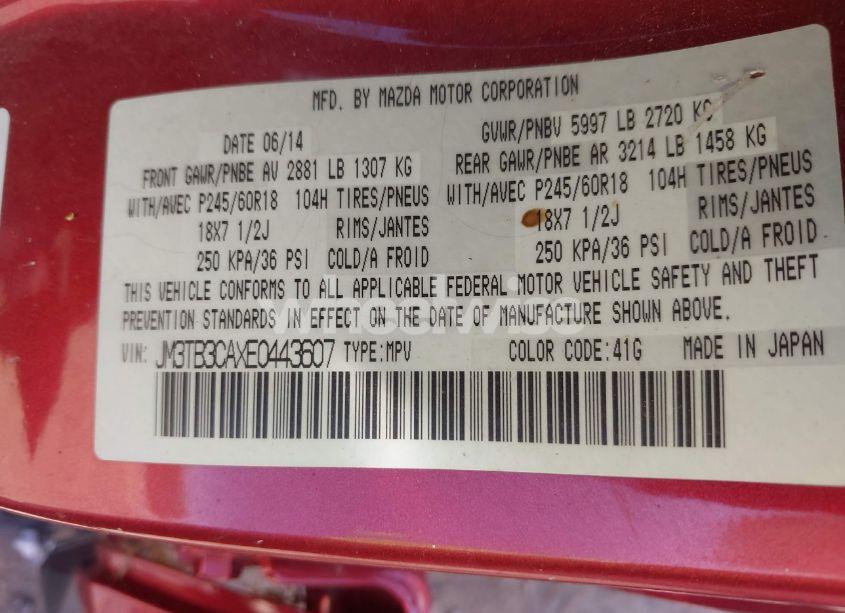 MFD. BY MAZDA MOTOR CORPORATION
DATE 06/14 GVWR/PNBV 5997 LB 2720 KG
FRONT GAWR/PNBE AV 2881 LB 1307 KG REAR GAWR/PNBE AR 3214 LB 1458 KG
WITH/AVEC P245/60R18 104H TIRES/PNEUS WITH/AVEC P245/60R18 104H TIRES/PNEUS
18X7 1/2J RIMS/JANTES 18X7 1/2J RIMS/JANTES
250 KPA/36 PSI COLD/A FROID 250 KPA/36 PSI COLD/A FROID
THIS VEHICLE CONFORMS TO ALL APPLICABLE FEDERAL MOTOR VEHICLE SAFETY AND THEFT
PREVENTION STANDARDS IN EFFECT ON THE DATE OF MANUFACTURE SHOWN ABOVE.
wheelwise
VIN: JM3TB3CAXE0443607 TYPE:MPV COLOR CODE:41G MADE IN JAPAN